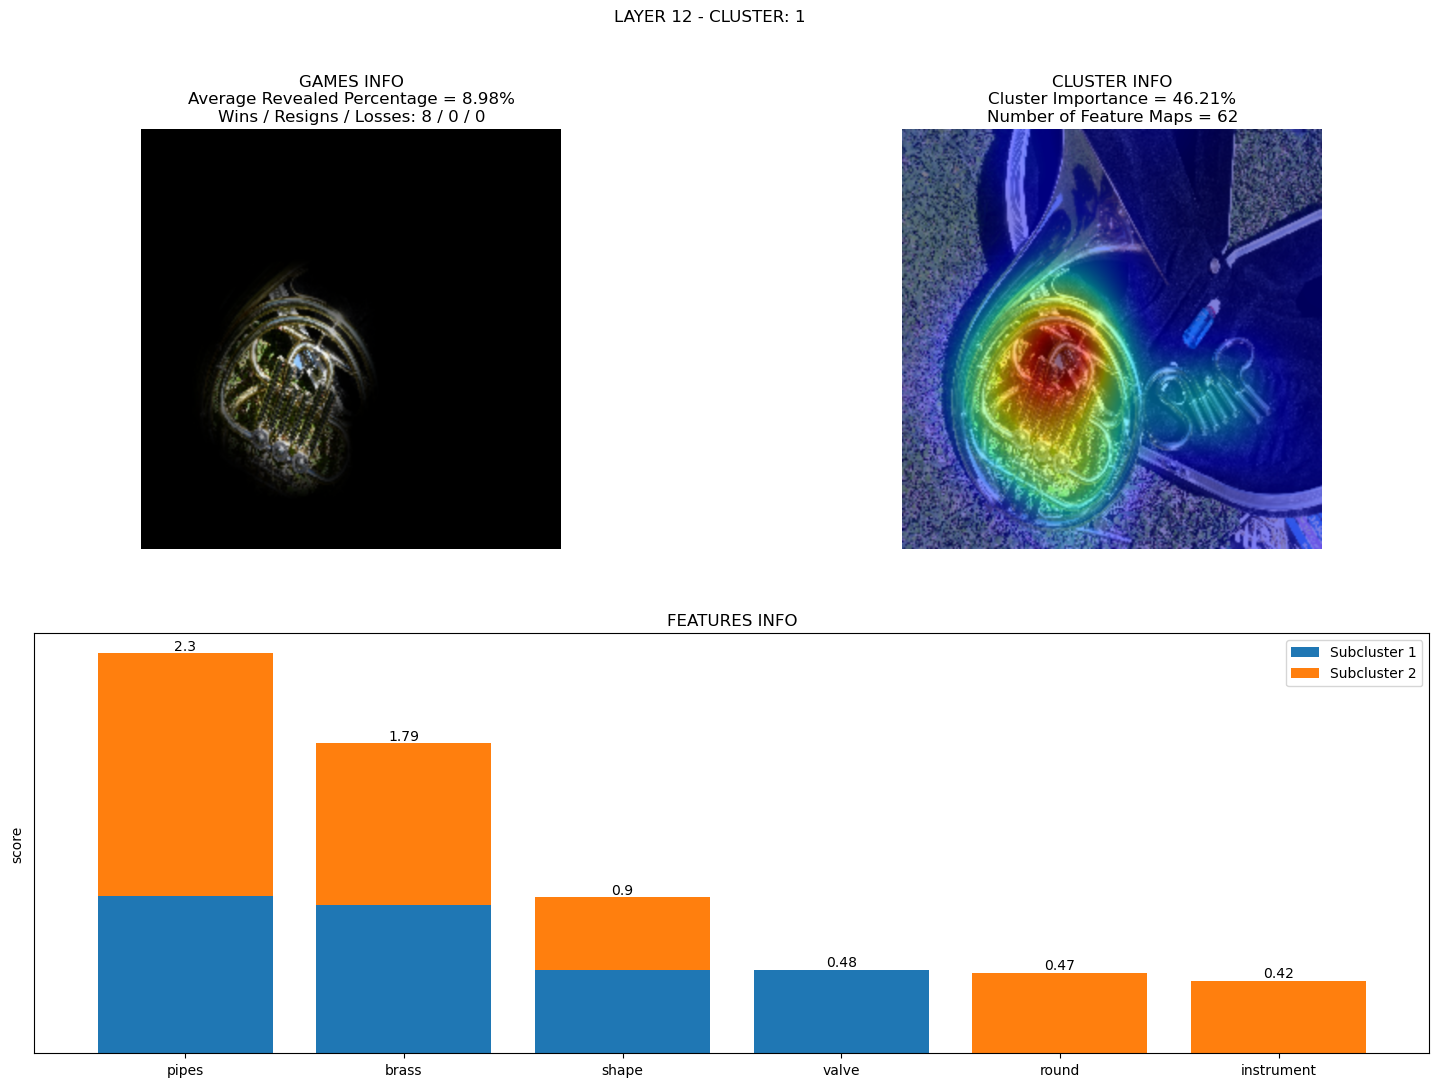 LAYER 12 - CLUSTER: 1
GAMES INFO
Average Revealed Percentage = 8.98%
Wins / Resigns / Losses: 8 / 0 / 0
CLUSTER INFO
Cluster Importance = 46.21%
Number of Feature Maps = 62
FEATURES INFO
score
2.3
1.79
0.9
0.48
0.47
0.42
Subcluster 1
Subcluster 2
pipes
brass
shape
valve
round
instrument